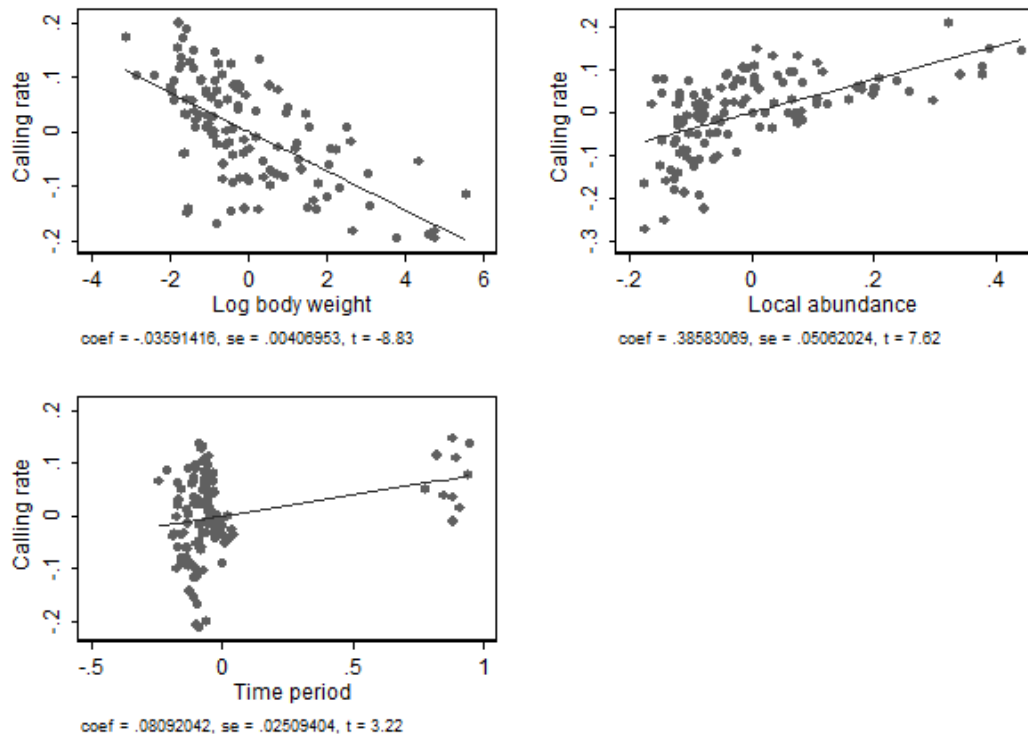 Calling rate
.2
.1
0
-.1
-.2
-4 -2 0 2 4 6
Log body weight
coef = -.03591416, se = .00406953, t = -8.83
Calling rate
.2
.1
0
-.1
-.2
-.3
-.2 0 .2 .4
Local abundance
coef = .38583069, se = .05062024, t = 7.62
Calling rate
.2
.1
0
-.1
-.2
-.5 0 .5 1
Time period
coef = .08092042, se = .02509404, t = 3.22